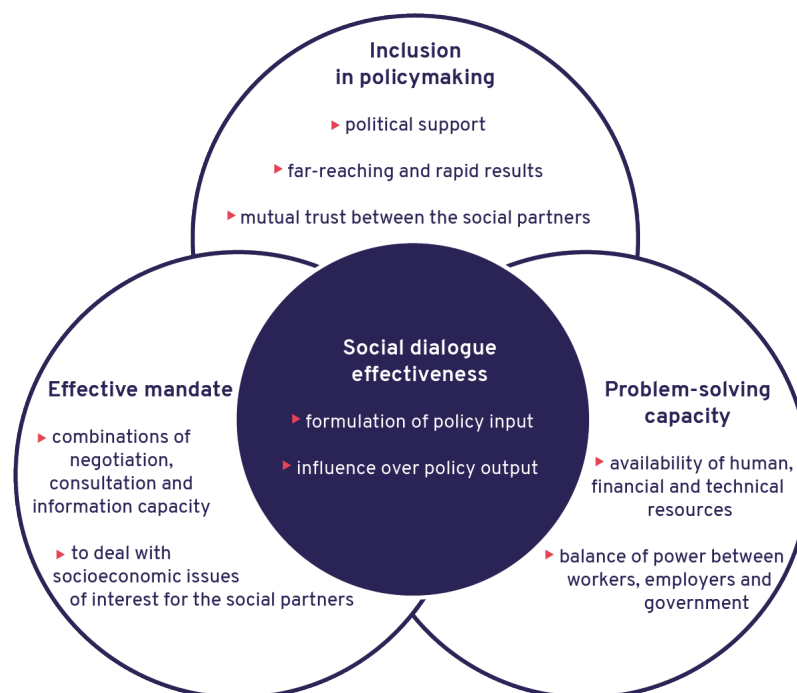 Inclusion
in policymaking
political support
far-reaching and rapid results
mutual trust between the social partners
Social dialogue
effectiveness
formulation of policy input
influence over policy output
Effective mandate
combinations of
negotiation,
consultation and
information capacity
to deal with
socioeconomic issues
of interest for the social partners
Problem-solving
capacity
availability of human,
financial and technical
resources
balance of power between
workers, employers and
government